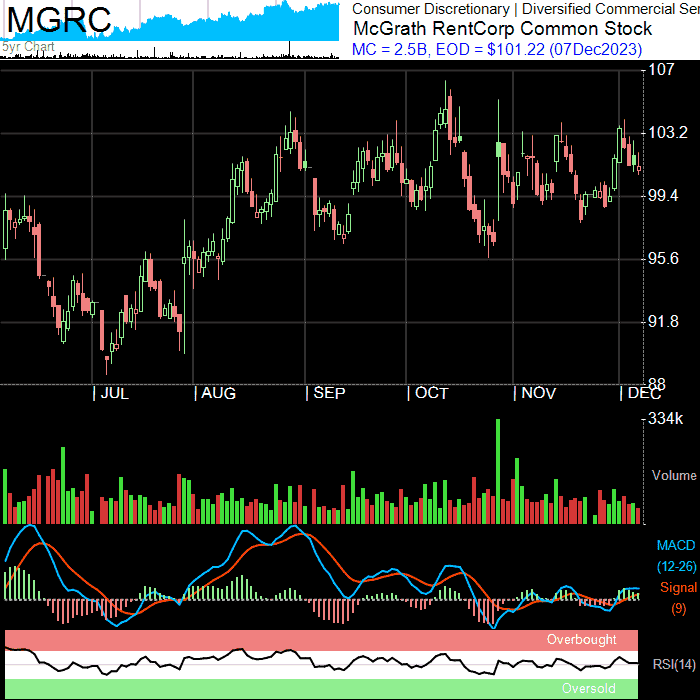 MGRC
5yr Chart
Consumer Discretionary | Diversified Commercial Ser
McGrath RentCorp Common Stock
MC = 2.5B, EOD = $101.22 (07Dec2023)
107
103.2
99.4
95.6
91.8
88
| JUL | AUG | SEP | OCT | NOV | DEC
334k
Volume
MACD
(12-26)
Signal
(9)
Overbought
RSI(14)
Oversold